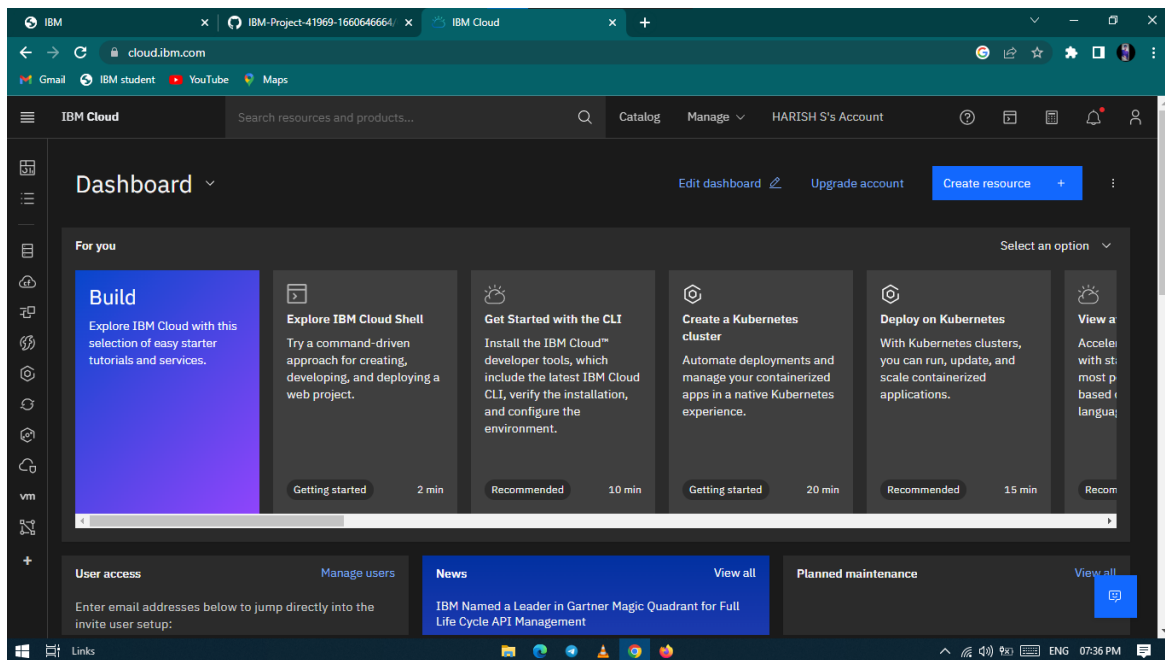 IBM
IBM-Project-41969-1660646664/
IBM Cloud
cloud.ibm.com
Gmail
IBM student
YouTube
Maps
IBM Cloud
Search resources and products...
Catalog
Manage
HARISH S's Account
Dashboard
Edit dashboard
Upgrade account
Create resource +
For you
Select an option
Build
Explore IBM Cloud with this
selection of easy starter
tutorials and services.
Explore IBM Cloud Shell
Try a command-driven
approach for creating,
developing, and deploying a
web project.
Getting started 2 min
Get Started with the CLI
Install the IBM Cloud™
developer tools, which
include the latest IBM Cloud
CLI, verify the installation,
and configure the
environment.
Recommended 10 min
Create a Kubernetes
cluster
Automate deployments and
manage your containerized
apps in a native Kubernetes
experience.
Getting started 20 min
Deploy on Kubernetes
With Kubernetes clusters,
you can run, update, and
scale containerized
applications.
Recommended 15 min
View
with
most
based
vm
User access
Manage users
Enter email addresses below to jump directly into the
invite user setup:
News
View all
IBM Named a Leader in Gartner Magic Quadrant for Full
Life Cycle API Management
Planned maintenance
View all
Links
ENG
07:36 PM